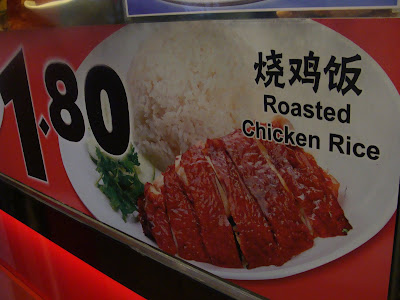 1.80
烧鸡饭
Roasted
Chicken Rice